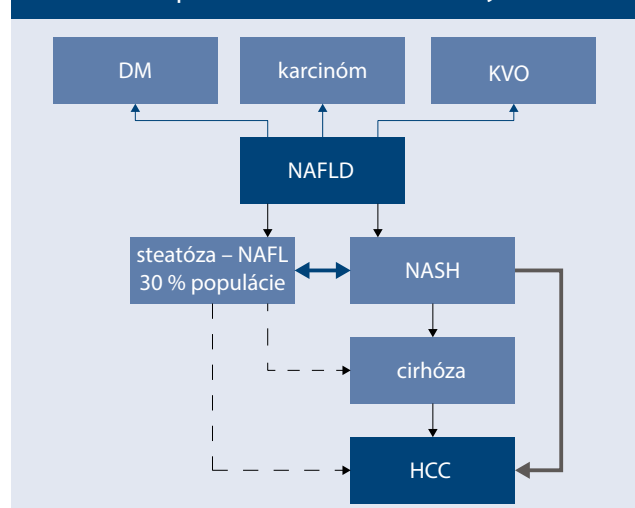 DM
karcinóm
KVO
NAFLD
steatóza – NAFL
30 % populácie
NASH
cirhóza
HCC